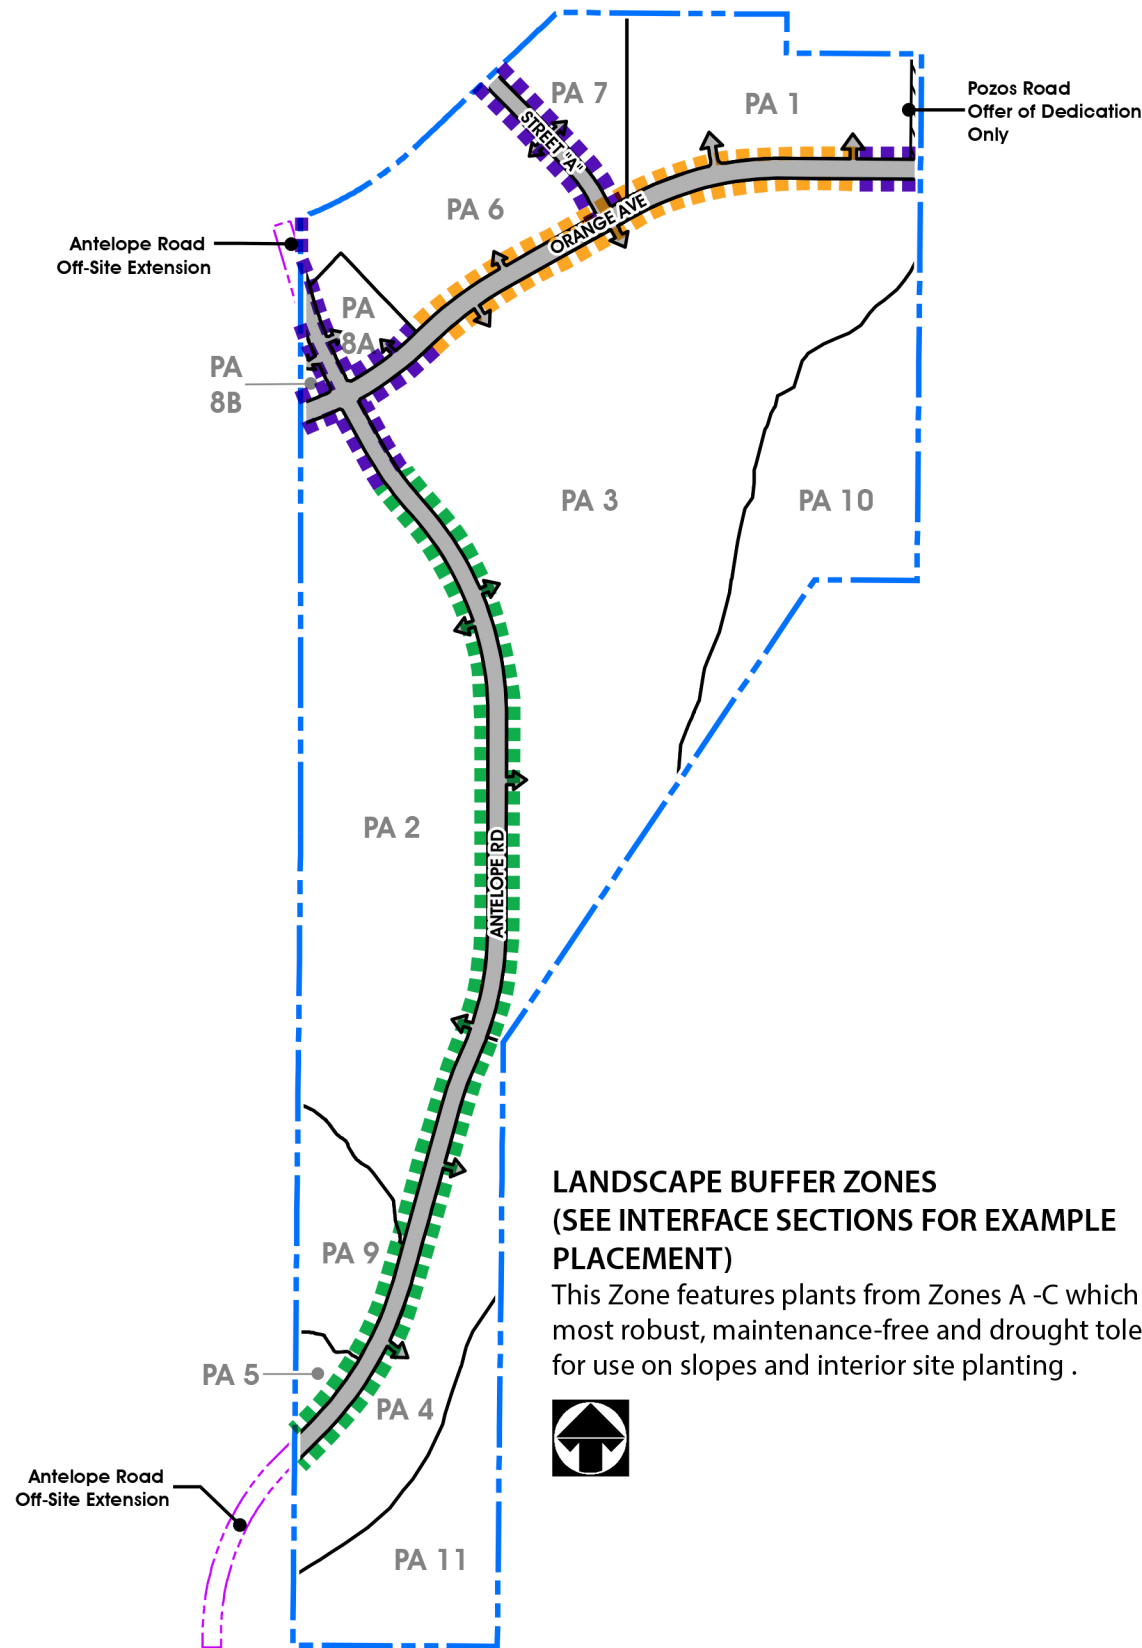 PA 7
PA 1
Pozos Road
Offer of Dedication
Only
STREET "A"
PA 6
ORANGE AVE
Antelope Road
Off-Site Extension
PA
8A
PA
8B
PA 3
PA 10
PA 2
ANTELOPE RD
LANDSCAPE BUFFER ZONES
(SEE INTERFACE SECTIONS FOR EXAMPLE
PLACEMENT)
This Zone features plants from Zones A -C which
most robust, maintenance-free and drought tole
for use on slopes and interior site planting .
PA 9
PA 5
PA 4
Antelope Road
Off-Site Extension
PA 11